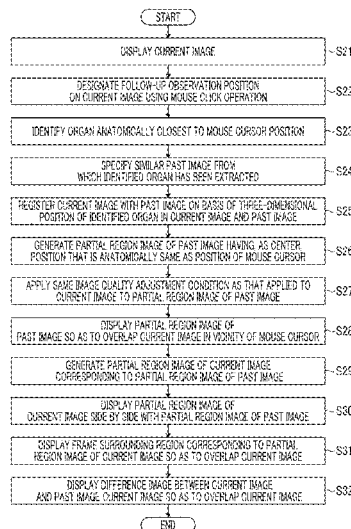 START
DISPLAY CURRENT IMAGE
S21
DESIGNATE FOLLOW-UP OBSERVATION POSITION
ON CURRENT IMAGE USING MOUSE CLICK OPERATION
S22
IDENTIFY ORGAN ANATOMICALLY CLOSEST TO MOUSE CURSOR POSITION
S23
SPECIFY SIMILAR PAST IMAGE FROM
WHICH IDENTIFIED ORGAN HAS BEEN EXTRACTED
S24
REGISTER CURRENT IMAGE WITH PAST IMAGE ON BASIS OF THREE-DIMENSIONAL
POSITION OF IDENTIFIED ORGAN IN CURRENT IMAGE AND PAST IMAGE
S25
GENERATE PARTIAL REGION IMAGE OF PAST IMAGE HAVING AS CENTER
POSITION THAT IS ANATOMICALLY SAME AS POSITION OF MOUSE CURSOR
S26
APPLY SAME IMAGE QUALITY ADJUSTMENT CONDITION AS THAT APPLIED TO
CURRENT IMAGE TO PARTIAL REGION IMAGE OF PAST IMAGE
S27
DISPLAY PARTIAL REGION IMAGE OF
PAST IMAGE SO AS TO OVERLAP CURRENT IMAGE IN VICINITY OF MOUSE CURSOR
S28
GENERATE PARTIAL REGION IMAGE OF CURRENT IMAGE
CORRESPONDING TO PARTIAL REGION IMAGE OF PAST IMAGE
S29
DISPLAY PARTIAL REGION IMAGE OF
CURRENT IMAGE SIDE BY SIDE WITH PARTIAL REGION IMAGE OF PAST IMAGE
S30
DISPLAY FRAME SURROUNDING REGION CORRESPONDING TO PARTIAL
REGION IMAGE OF CURRENT IMAGE SO AS TO OVERLAP CURRENT IMAGE
S31
DISPLAY DIFFERENCE IMAGE BETWEEN CURRENT IMAGE
AND PAST IMAGE CURRENT IMAGE SO AS TO OVERLAP CURRENT IMAGE
S32
END